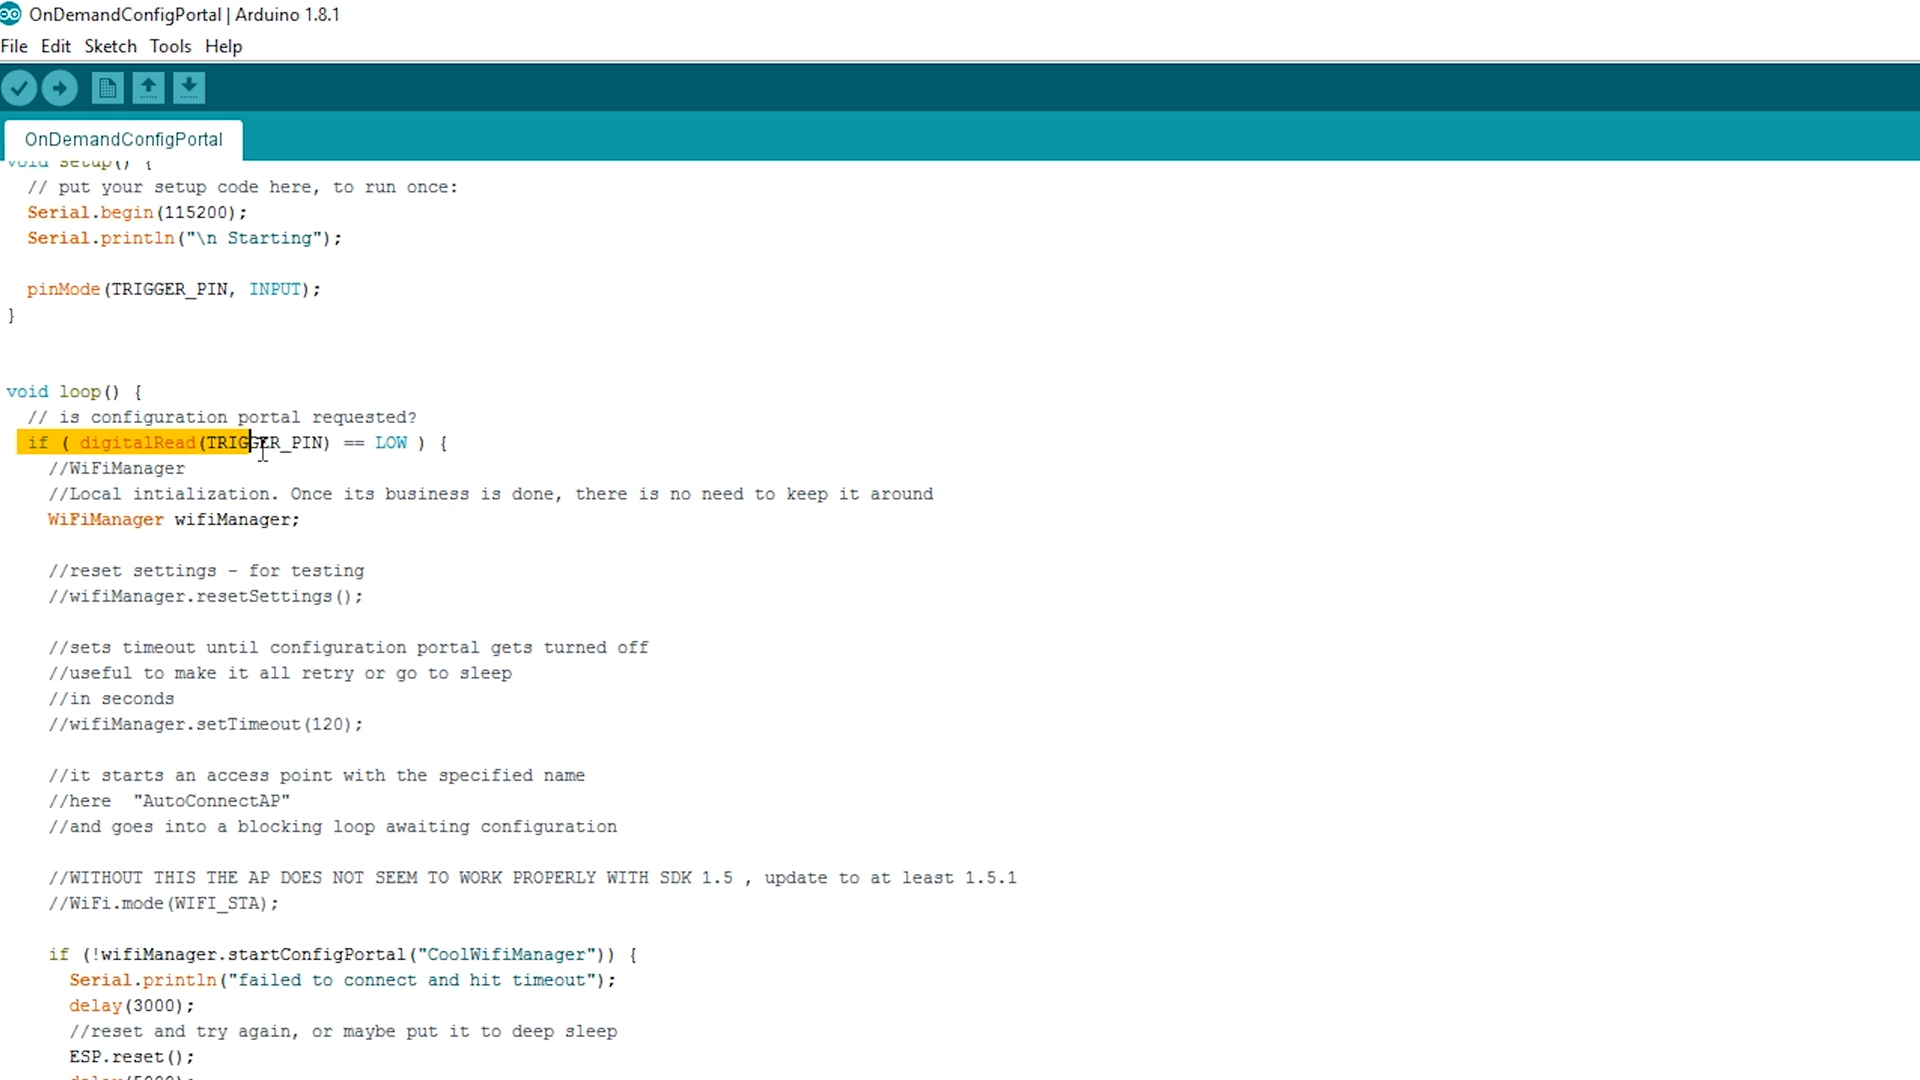 OnDemandConfigPortal | Arduino 1.8.1
File Edit Sketch Tools Help
OnDemandConfigPortal
void setup() {
// put your setup code here, to run once:
Serial.begin(115200);
Serial.println("\n Starting");
pinMode(TRIGGER_PIN, INPUT);
}
void loop() {
// is configuration portal requested?
if ( digitalRead(TRIGGER_PIN) == LOW ) {
//WiFiManager
//Local intialization. Once its business is done, there is no need to keep it around
WiFiManager wifiManager;
//reset settings - for testing
//wifiManager.resetSettings();
//sets timeout until configuration portal gets turned off
//useful to make it all retry or go to sleep
//in seconds
//wifiManager.setTimeout(120);
//it starts an access point with the specified name
//here  "AutoConnectAP"
//and goes into a blocking loop awaiting configuration
//WITHOUT THIS THE AP DOES NOT SEEM TO WORK PROPERLY WITH SDK 1.5 , update to at least 1.5.1
//WiFi.mode(WIFI_STA);
if (!wifiManager.startConfigPortal("CoolWifiManager")) {
Serial.println("failed to connect and hit timeout");
delay(3000);
//reset and try again, or maybe put it to deep sleep
ESP.reset();
delay(5000);